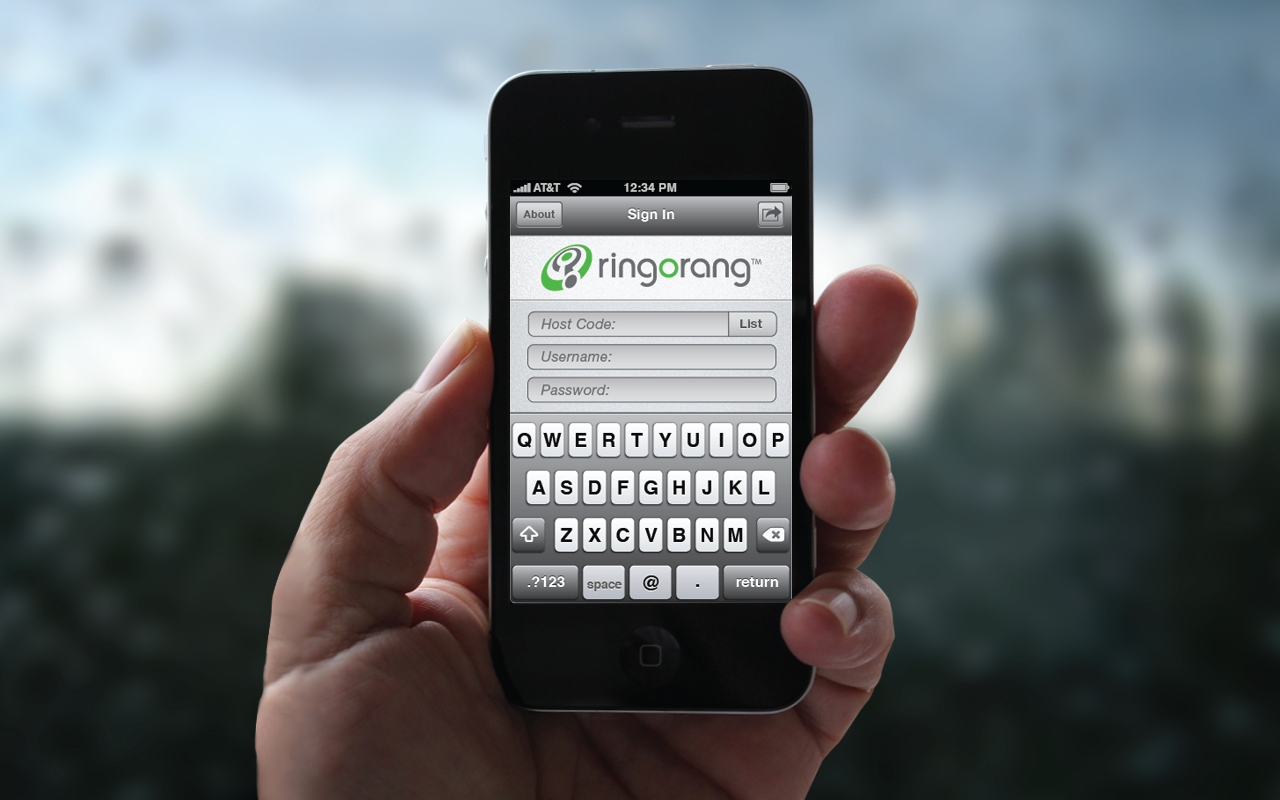 AT&T 12:34 PM
About Sign In
ringorang™
Host Code: List
Username:
Password:
Q W E R T Y U I O P
A S D F G H J K L
Z X C V B N M
.?123 space @ . return